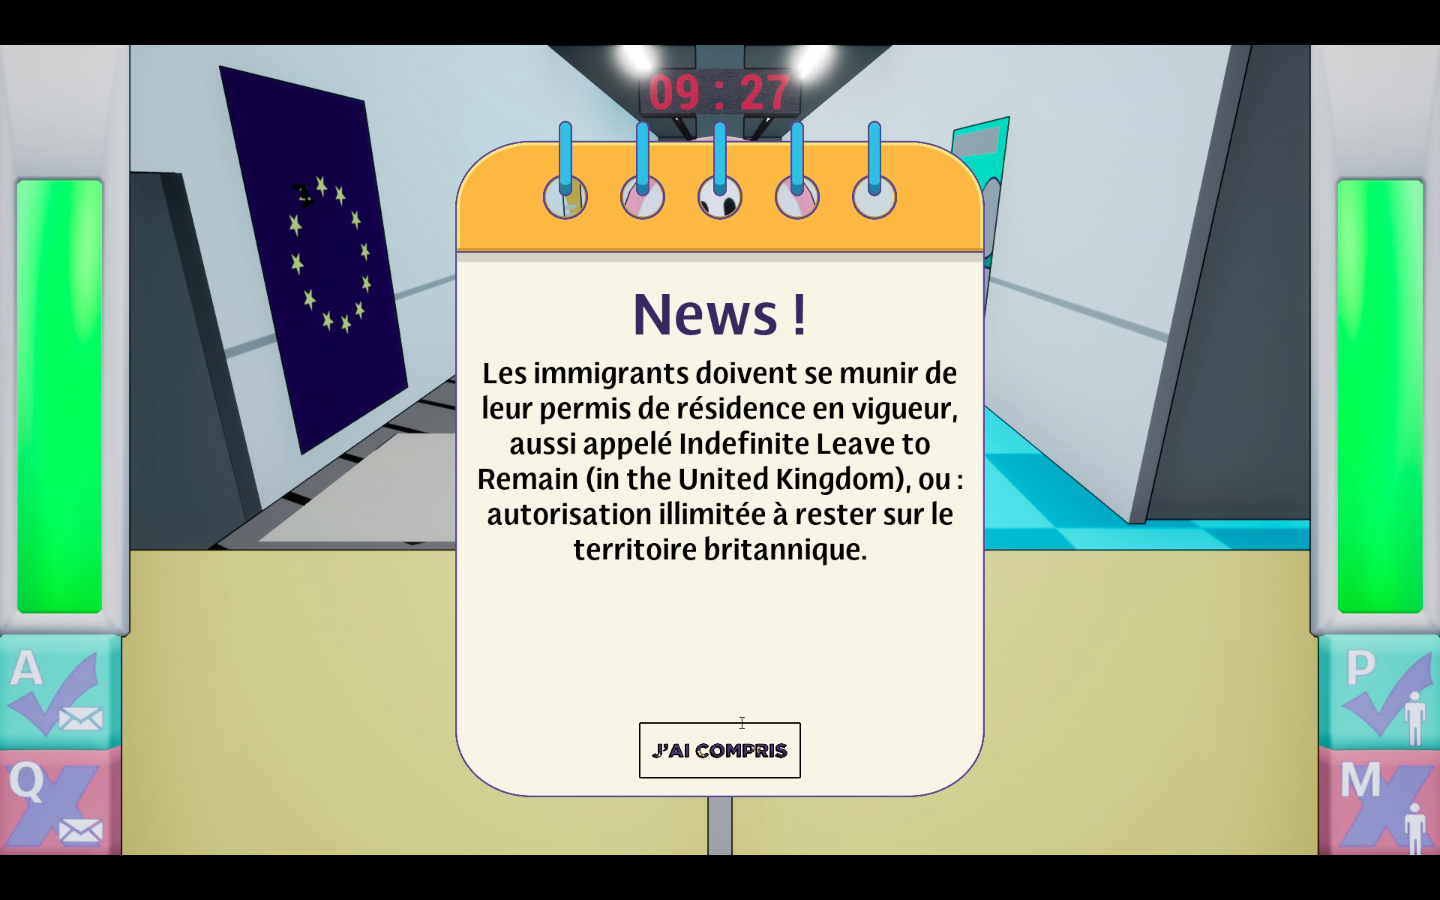 09 : 27
News !
Les immigrants doivent se munir de
leur permis de résidence en vigueur,
aussi appelé Indefinite Leave to
Remain (in the United Kingdom), ou :
autorisation illimitée à rester sur le
territoire britannique.
J'AI COMPRIS
A
Q
P
M